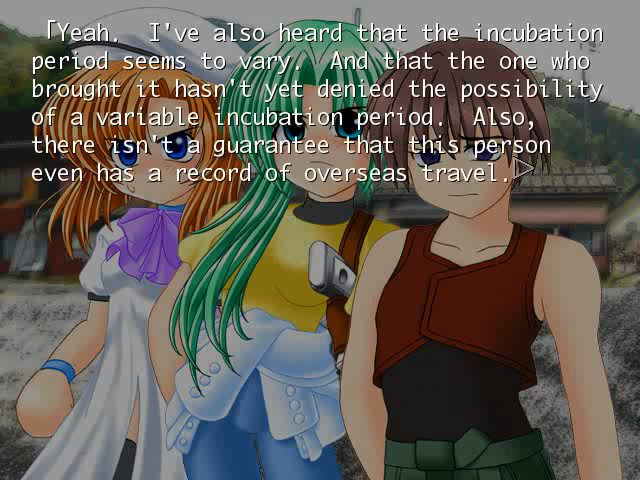 「Yeah.  I've also heard that the incubation
period seems to vary.  And that the one who
brought it hasn't yet denied the possibility
of a variable incubation period.  Also,
there isn't a guarantee that this person
even has a record of overseas travel.